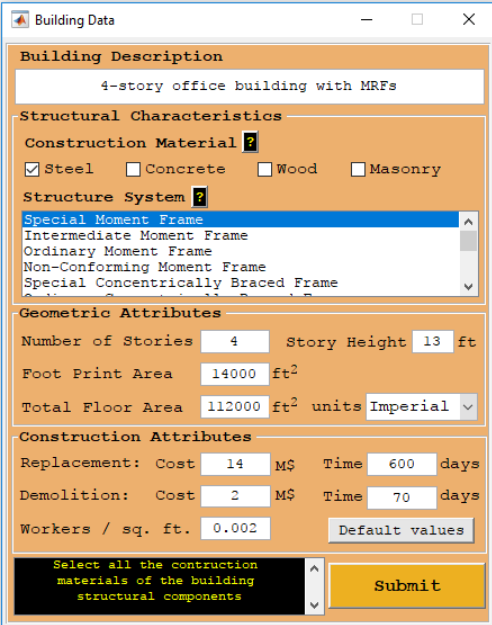 Building Data
Building Description
4-story office building with MRFs
Structural Characteristics
Construction Material ?
Steel Concrete Wood Masonry
Structure System ?
Special Moment Frame
Intermediate Moment Frame
Ordinary Moment Frame
Non-Conforming Moment Frame
Special Concentrically Braced Frame
Geometric Attributes
Number of Stories 4 Story Height 13 ft
Foot Print Area 14000 ft²
Total Floor Area 112000 ft² units Imperial
Construction Attributes
Replacement: Cost 14 M$ Time 600 days
Demolition: Cost 2 M$ Time 70 days
Workers / sq. ft. 0.002 Default values
Select all the contruction
materials of the building
structural components
Submit